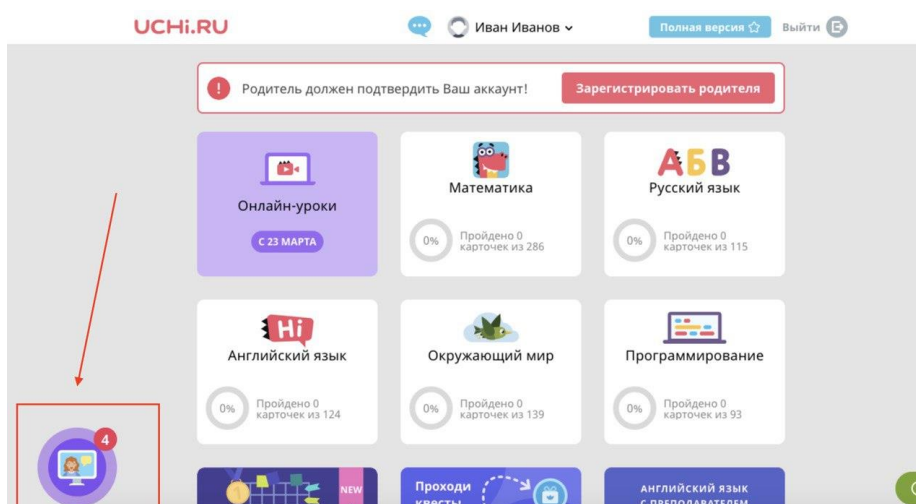 UCHi.RU
Иван Иванов
Полная версия
Выйти
! Родитель должен подтвердить Ваш аккаунт!
Зарегистрировать родителя
Онлайн-уроки
С 23 МАРТА
Математика
0%
Пройдено 0
карточек из 286
АБВ
Русский язык
0%
Пройдено 0
карточек из 115
Hi
Английский язык
0%
Пройдено 0
карточек из 124
Окружающий мир
0%
Пройдено 0
карточек из 139
Программирование
0%
Пройдено 0
карточек из 93
4
NEW
Проходи
квесты
АНГЛИЙСКИЙ ЯЗЫК
С ПРЕПОДАВАТЕЛЕМ